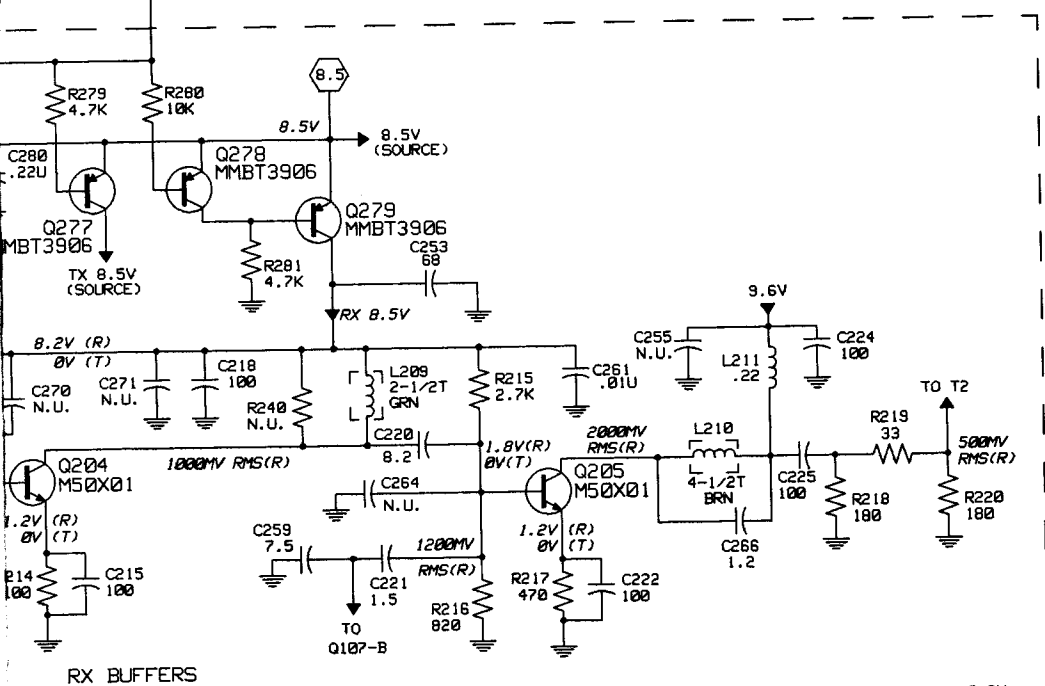 8.5
R279
4.7K
R280
10K
8.5V
8.5V
(SOURCE)
C280
.22U
Q278
MMBT3906
Q277
MBT3906
Q279
MMBT3906
TX 8.5V
(SOURCE)
R281
4.7K
C253
68
RX 8.5V
9.6V
8.2V (R)
0V (T)
C270
N.U.
C271
N.U.
C218
100
R240
N.U.
L209
2-1/2T
GRN
R215
2.7K
C261
.01U
C255
N.U.
L211
.22
C224
100
TO T2
C220
8.2
1000MV RMS(R)
1.8V(R)
0V(T)
2000MV
RMS(R)
L210
4-1/2T
BRN
R219
33
500MV
RMS(R)
Q204
M50X01
C264
N.U.
Q205
M50X01
C225
100
R218
180
R220
180
1.2V (R)
0V (T)
C259
7.5
1200MV
RMS(R)
1.2V (R)
0V (T)
C266
1.2
214
100
C215
100
C221
1.5
R216
820
R217
470
C222
100
TO
Q107-B
RX BUFFERS